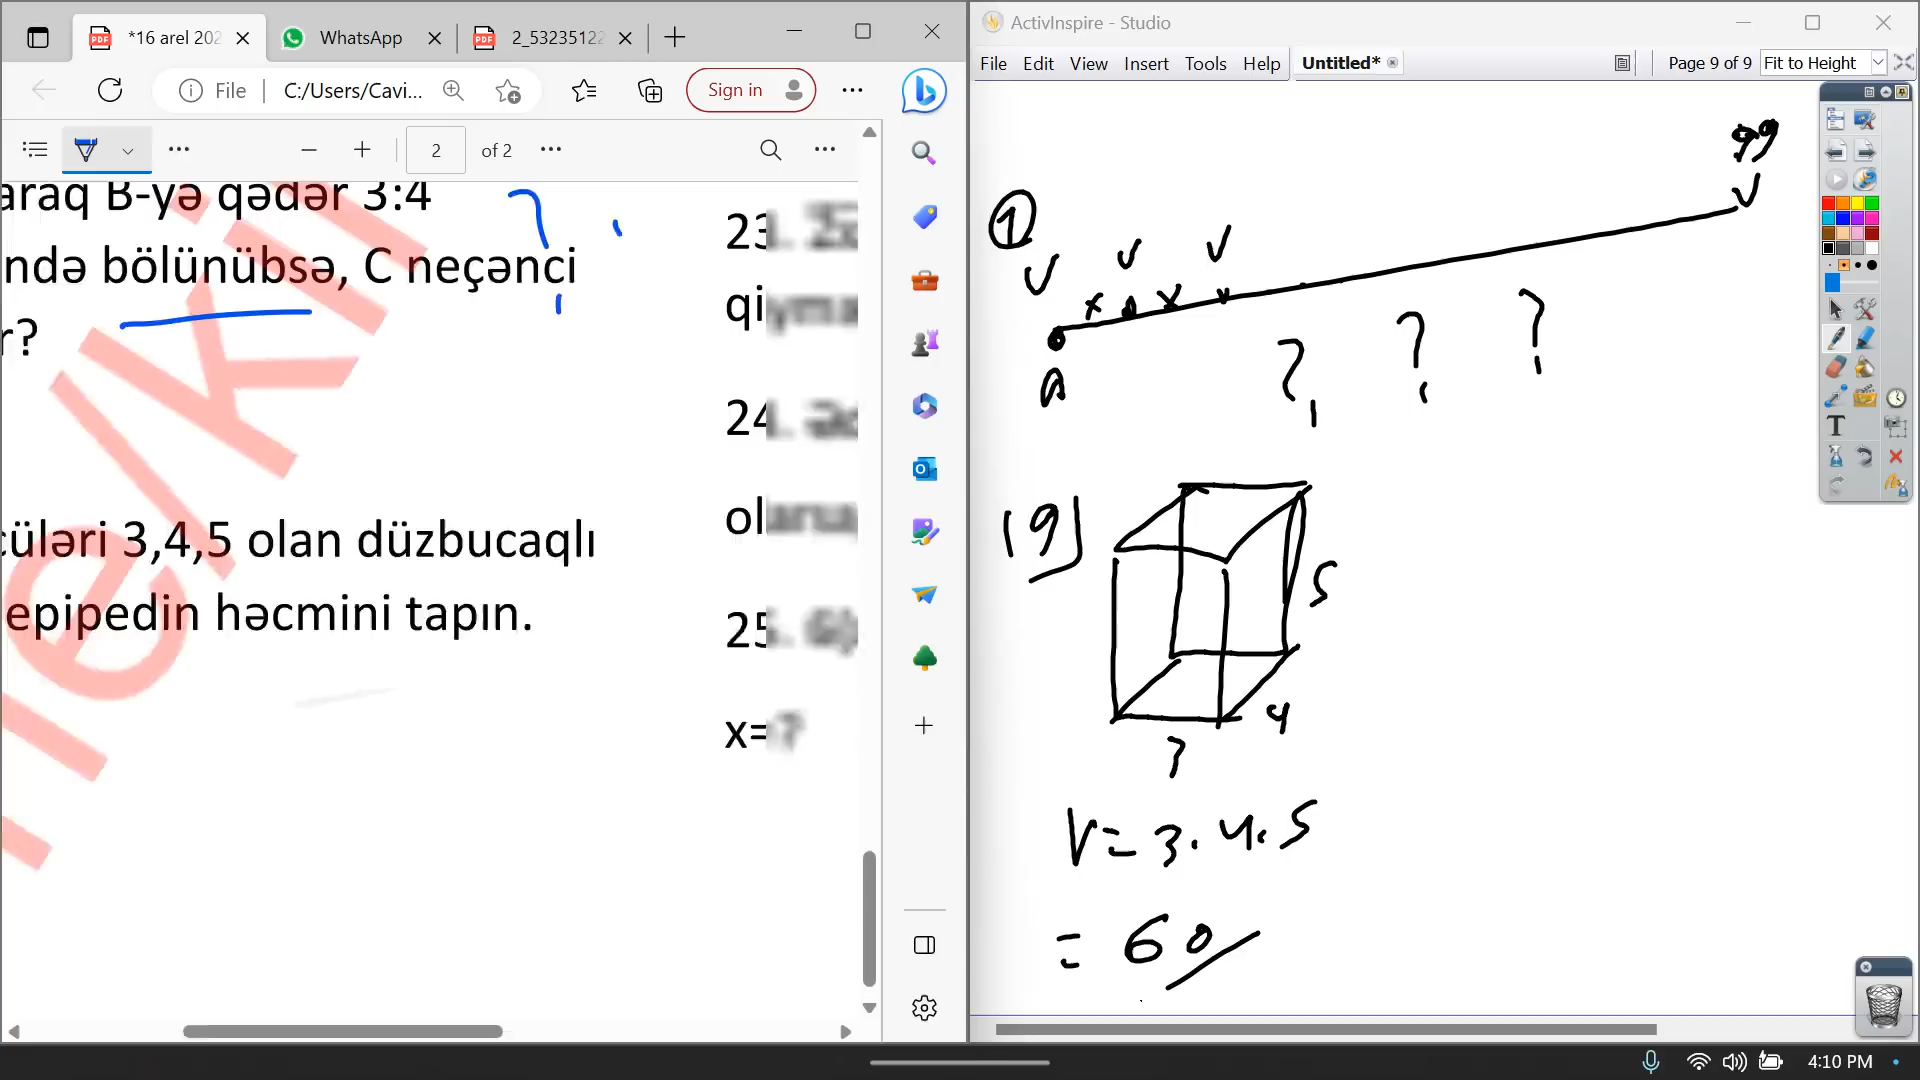 *16 arel 202
WhatsApp
2_53235122
File
C:/Users/Cavi...
Sign in
2
of 2
araq B-yə qədər 3:4
ndə bölünübsə, C neçənci
r?
cüləri 3,4,5 olan düzbucaqlı
epipedin həcmini tapın.
23
qi
24
ol
25
x=
ActivInspire - Studio
File Edit View Insert Tools Help
Untitled*
Page 9 of 9
Fit to Height
1
99
A
? ? ?
19
5
4
3
V=3.4.5
= 60
4:10 PM